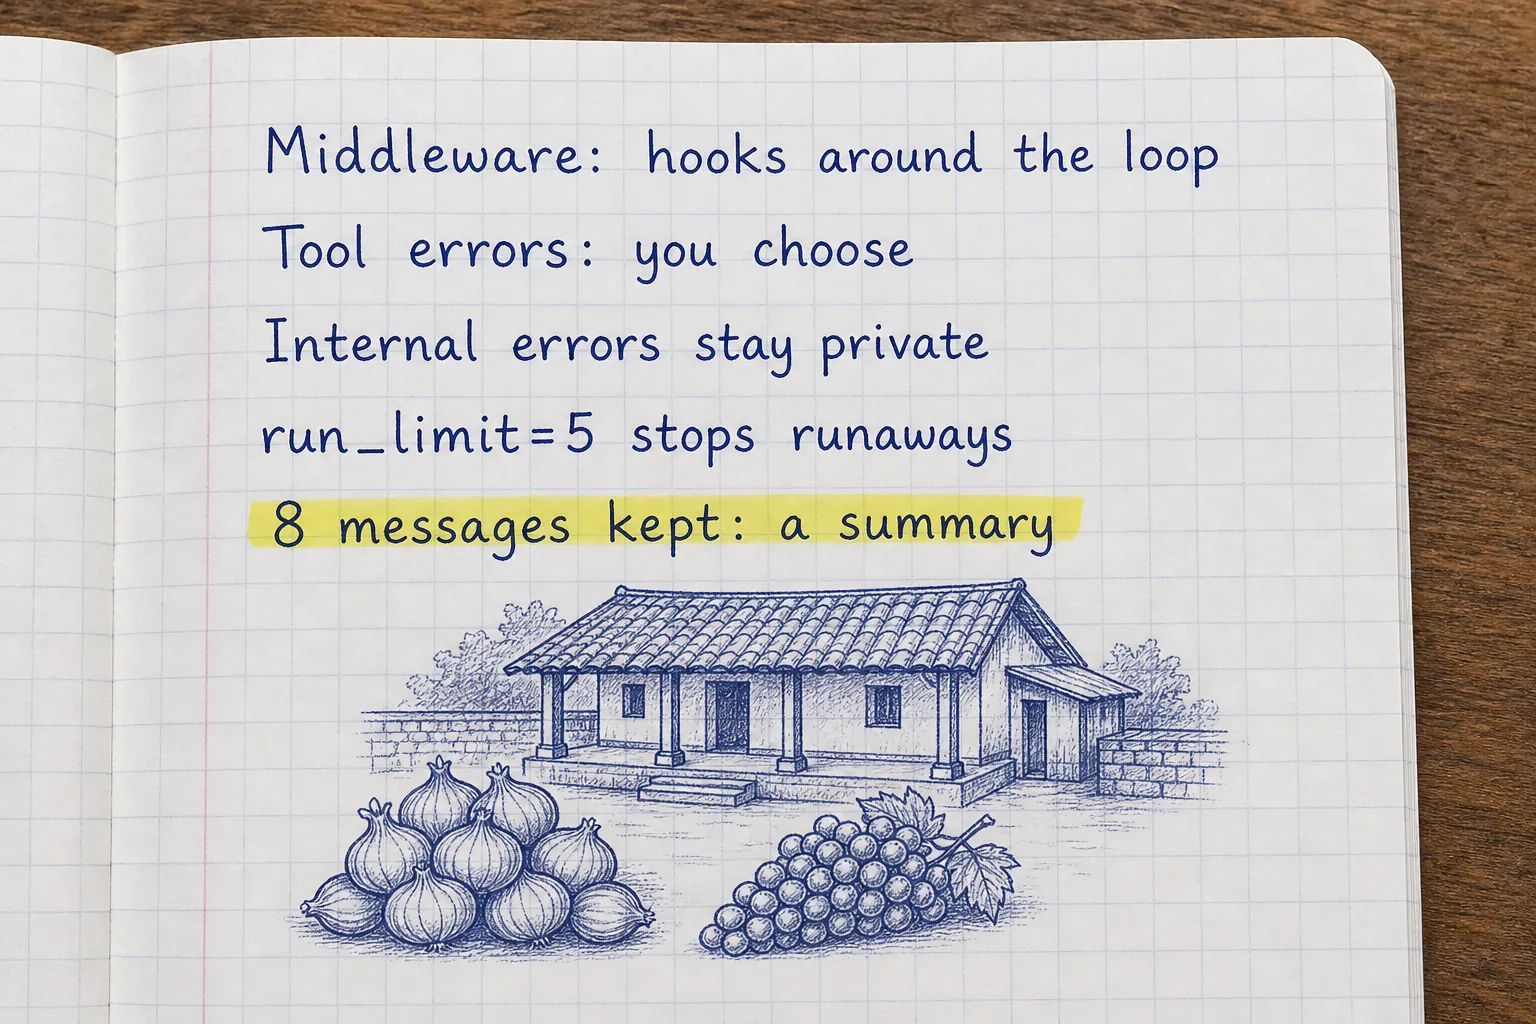 Middleware: hooks around the loop
Tool errors: you choose
Internal errors stay private
run_limit=5 stops runaways
8 messages kept: a summary